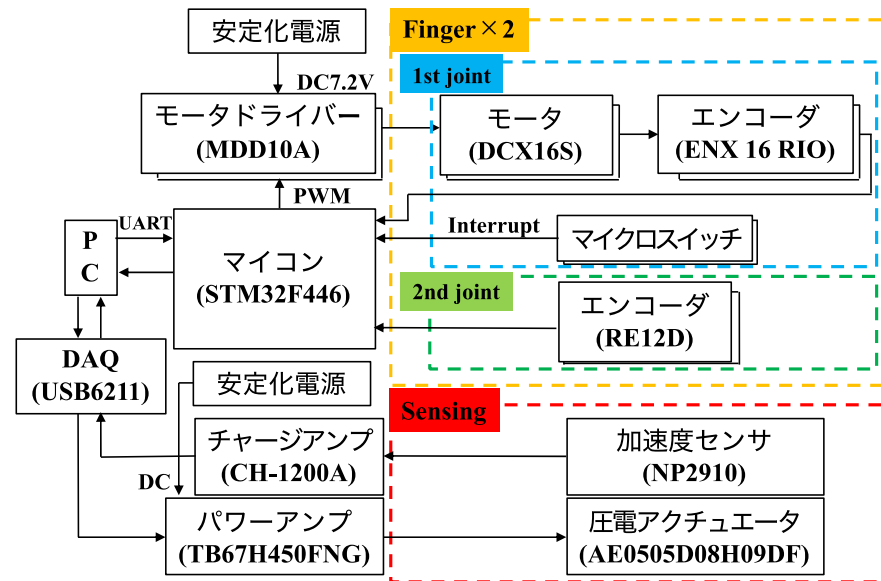 安定化電源
DC7.2V
モータドライバー
(MDD10A)
PWM
Finger×2
1st joint
モータ
(DCX16S)
エンコーダ
(ENX 16 RIO)
Interrupt
マイクロスイッチ
2nd joint
エンコーダ
(RE12D)
UART
P
C
マイコン
(STM32F446)
DAQ
(USB6211)
安定化電源
DC
チャージアンプ
(CH-1200A)
パワーアンプ
(TB67H450FNG)
Sensing
加速度センサ
(NP2910)
圧電アクチュエータ
(AE0505D08H09DF)